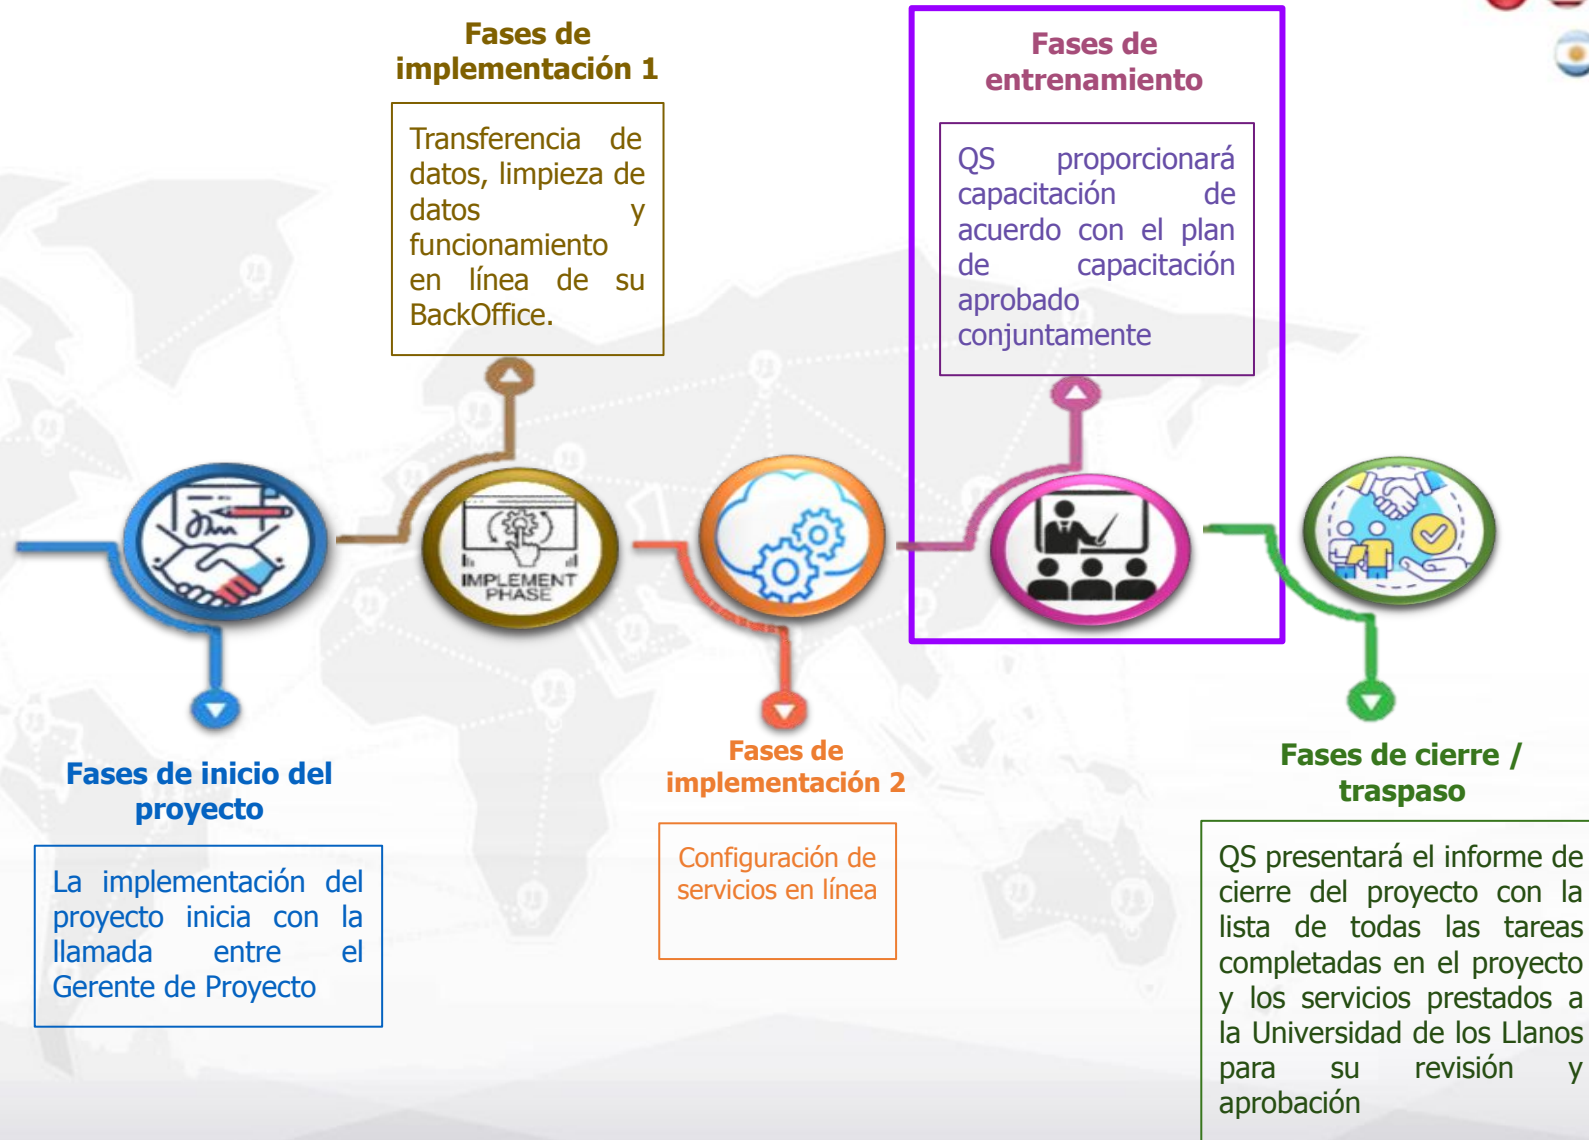 Fases de
implementación 1
Transferencia de
datos, limpieza de
datos y
funcionamiento
en línea de su
BackOffice.
Fases de
entrenamiento
QS proporcionará
capacitación de
acuerdo con el plan
de capacitación
aprobado
conjuntamente
IMPLEMENT
PHASE
Fases de inicio del
proyecto
La implementación del
proyecto inicia con la
llamada entre el
Gerente de Proyecto
Fases de
implementación 2
Configuración de
servicios en línea
Fases de cierre /
traspaso
QS presentará el informe de
cierre del proyecto con la
lista de todas las tareas
completadas en el proyecto
y los servicios prestados a
la Universidad de los Llanos
para su revisión y
aprobación